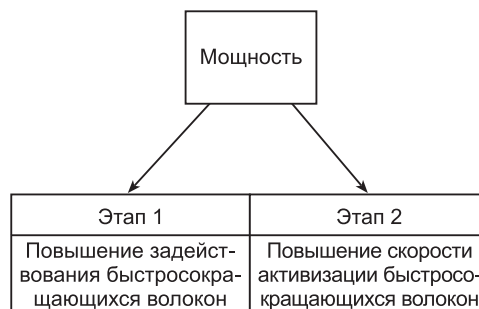 Мощность
Этап 1
Этап 2
Повышение задейст-
вования быстросокра-
щающихся волокон
Повышение скорости
активизации быстросо-
кращающихся волокон